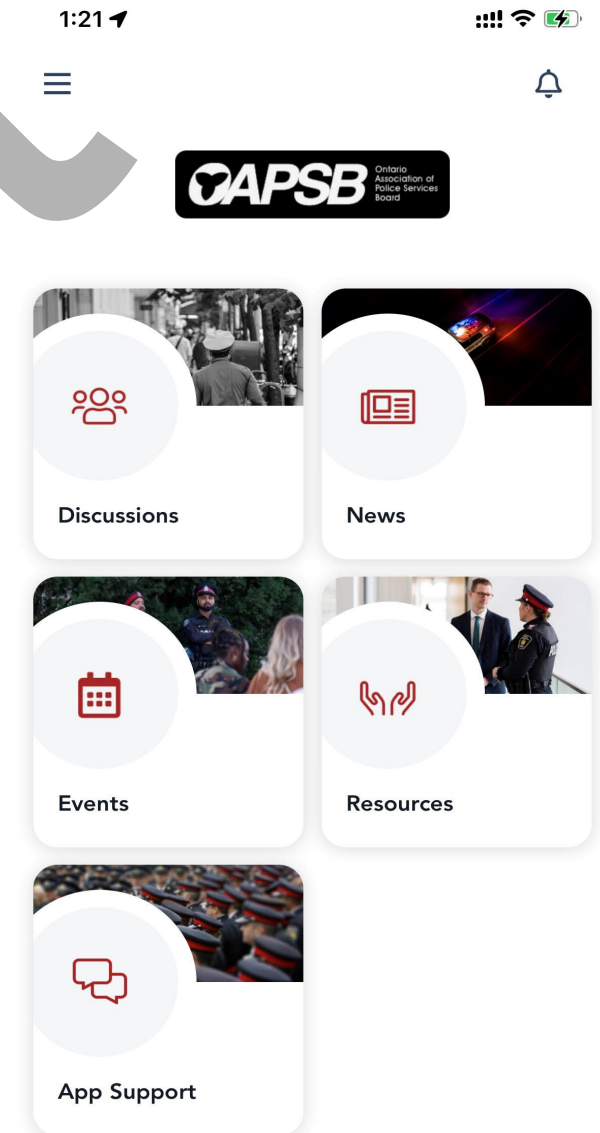 1:21
OAPSB
Ontario
Association of
Police Services
Board
Discussions
News
Events
Resources
App Support